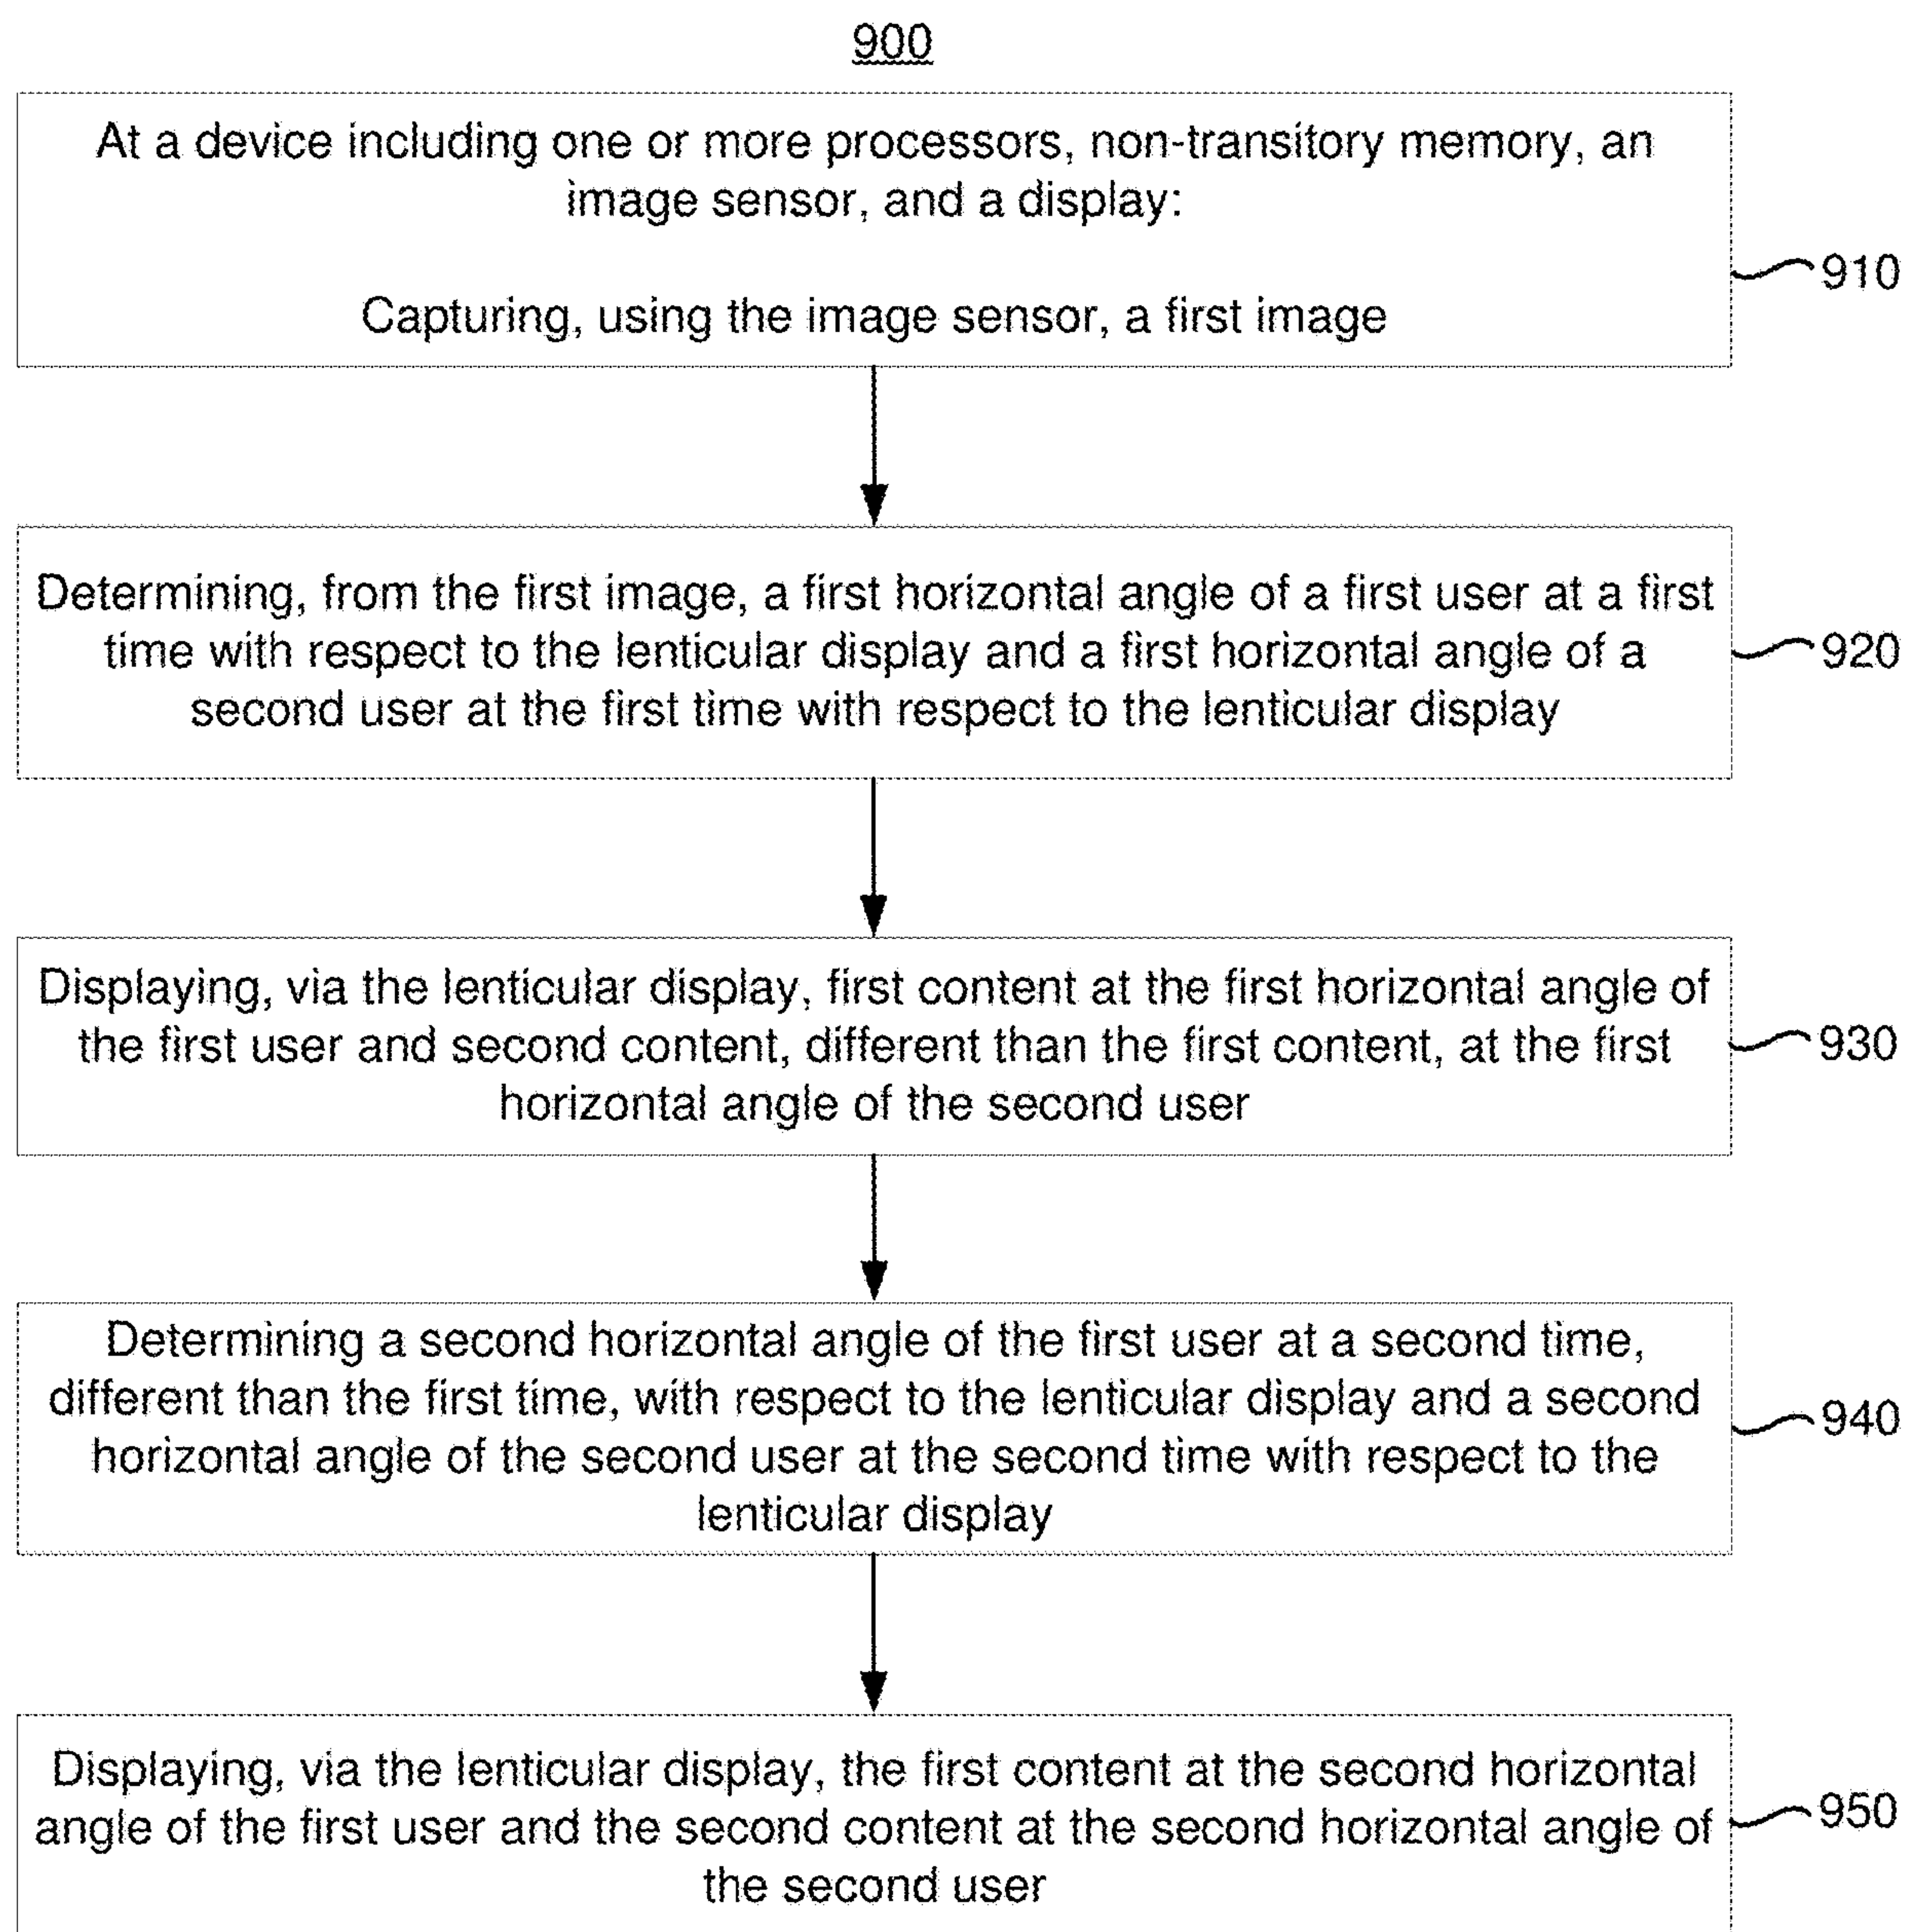 900
At a device including one or more processors, non-transitory memory, an
image sensor, and a display:
Capturing, using the image sensor, a first image
910
Determining, from the first image, a first horizontal angle of a first user at a first
time with respect to the lenticular display and a first horizontal angle of a
second user at the first time with respect to the lenticular display
920
Displaying, via the lenticular display, first content at the first horizontal angle of
the first user and second content, different than the first content, at the first
horizontal angle of the second user
930
Determining a second horizontal angle of the first user at a second time,
different than the first time, with respect to the lenticular display and a second
horizontal angle of the second user at the second time with respect to the
lenticular display
940
Displaying, via the lenticular display, the first content at the second horizontal
angle of the first user and the second content at the second horizontal angle of
the second user
950